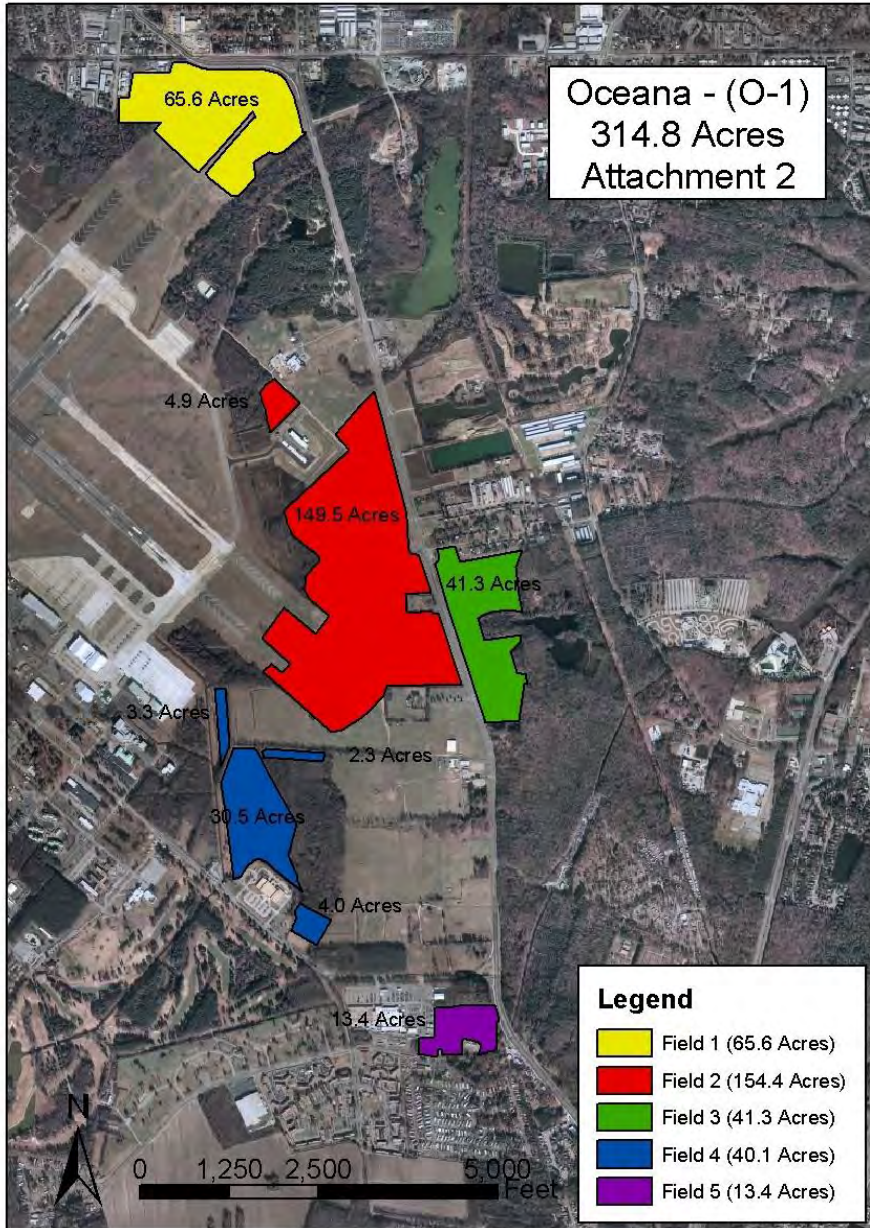 Oceana - (O-1)
314.8 Acres
Attachment 2
65.6 Acres
4.9 Acres
149.5 Acres
41.3 Acres
3.3 Acres
2.3 Acres
30.5 Acres
4.0 Acres
13.4 Acres
Legend
Field 1 (65.6 Acres)
Field 2 (154.4 Acres)
Field 3 (41.3 Acres)
Field 4 (40.1 Acres)
Field 5 (13.4 Acres)
N
0 1,250 2,500 5,000
Feet